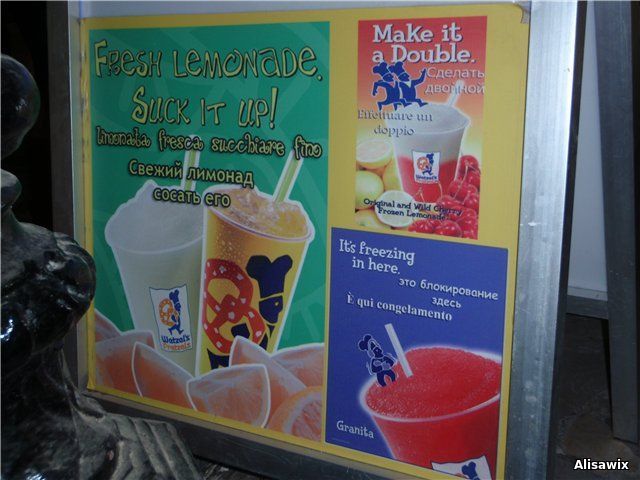 Fresh Lemonade.
Suck it up!
limonata fresca succhiare fino
Свежий лимонад
сосать его
Wetzel's
Pretzels
Make it
a Double.
Сделать
двойной
Effettuare un
doppio
Wetzel's
Original and Wild Cherry
Frozen Lemonade
It's freezing
in here.
это блокирование
здесь
È qui congelamento
Granita
Alisawix